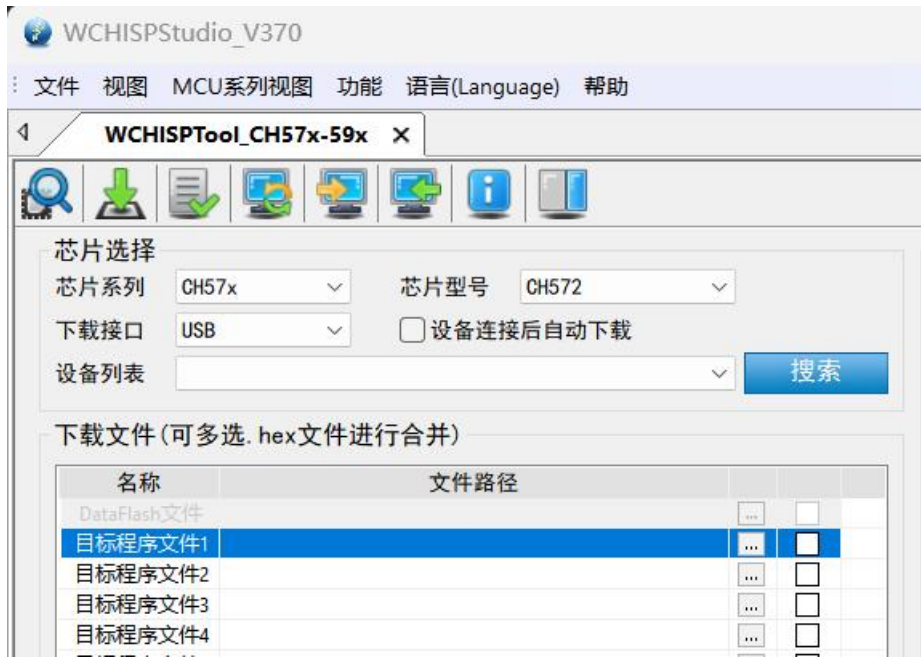 WCHISPStudio_V370
文件 视图 MCU系列视图 功能 语言(Language) 帮助
WCHISPTool_CH57x-59x ×
芯片选择
芯片系列 CH57x 芯片型号 CH572
下载接口 USB 设备连接后自动下载
设备列表 搜索
下载文件(可多选.hex文件进行合并)
名称 文件路径
DataFlash文件 ...
目标程序文件1 ...
目标程序文件2 ...
目标程序文件3 ...
目标程序文件4 ...